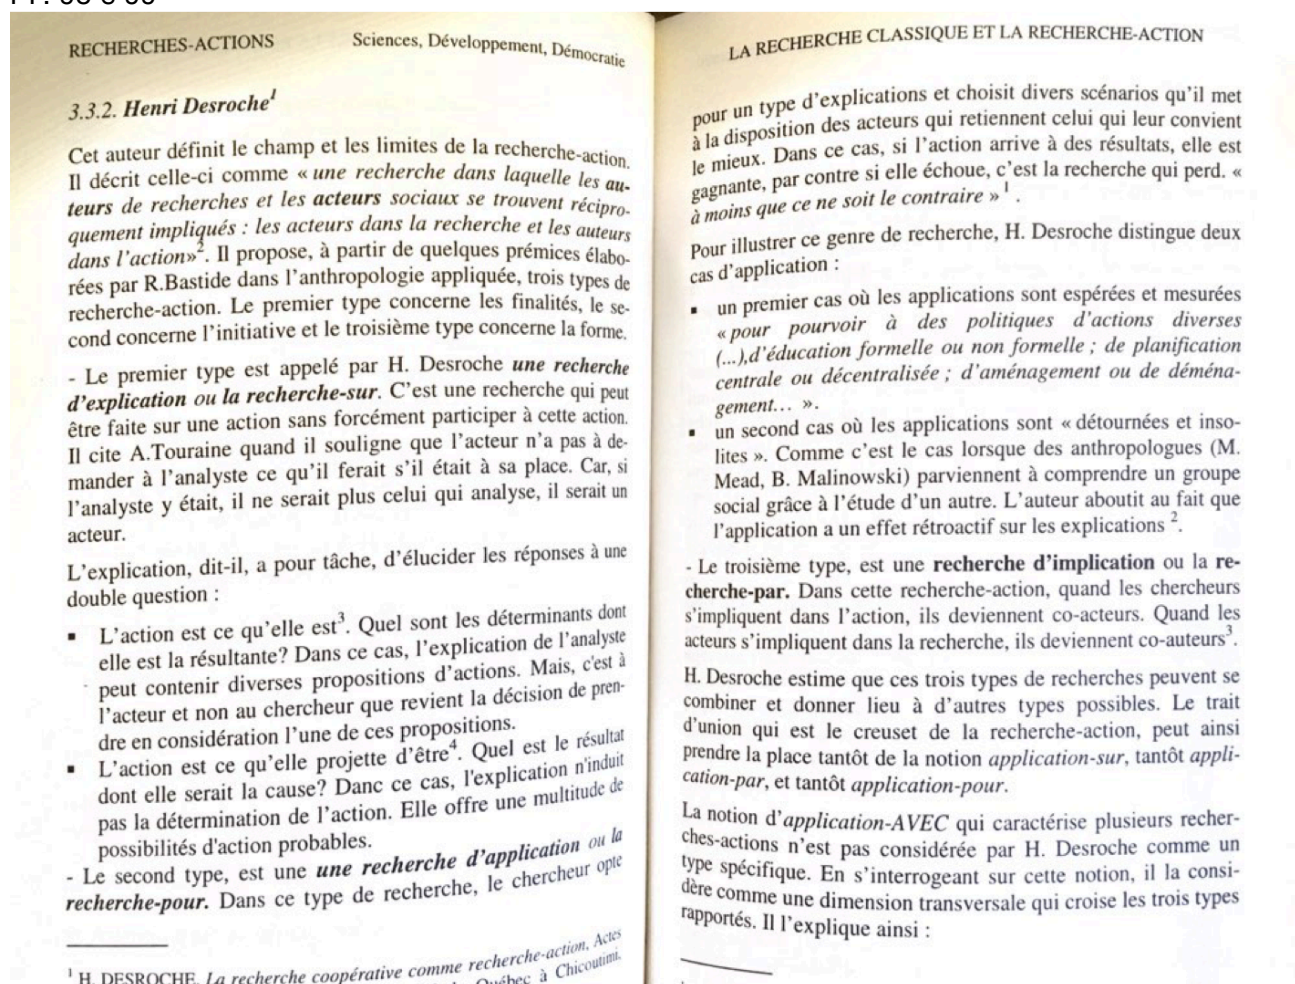 RECHERCHES-ACTIONS Sciences, Développement, Démocratie
3.3.2. Henri Desroche1
Cet auteur définit le champ et les limites de la recherche-action.
Il décrit celle-ci comme « une recherche dans laquelle les au-
teurs de recherches et les acteurs sociaux se trouvent récipro-
quement impliqués : les acteurs dans la recherche et les auteurs
dans l'action»2. Il propose, à partir de quelques prémices élabo-
rées par R.Bastide dans l'anthropologie appliquée, trois types de
recherche-action. Le premier type concerne les finalités, le se-
cond concerne l'initiative et le troisième type concerne la forme.
- Le premier type est appelé par H. Desroche une recherche
d'explication ou la recherche-sur. C'est une recherche qui peut
être faite sur une action sans forcément participer à cette action.
Il cite A.Touraine quand il souligne que l'acteur n'a pas à de-
mander à l'analyste ce qu'il ferait s'il était à sa place. Car, si
l'analyste y était, il ne serait plus celui qui analyse, il serait un
acteur.
L'explication, dit-il, a pour tâche, d'élucider les réponses à une
double question :
▪ L'action est ce qu'elle est3. Quel sont les déterminants dont
elle est la résultante? Dans ce cas, l'explication de l'analyste
peut contenir diverses propositions d'actions. Mais, c'est à
l'acteur et non au chercheur que revient la décision de pren-
dre en considération l'une de ces propositions.
▪ L'action est ce qu'elle projette d'être4. Quel est le résultat
dont elle serait la cause? Danc ce cas, l'explication n'induit
pas la détermination de l'action. Elle offre une multitude de
possibilités d'action probables.
- Le second type, est une une recherche d'application ou la
recherche-pour. Dans ce type de recherche, le chercheur opte
1 H. DESROCHE, La recherche coopérative comme recherche-action, Actes
Québec à Chicoutimi.
LA RECHERCHE CLASSIQUE ET LA RECHERCHE-ACTION
pour un type d'explications et choisit divers scénarios qu'il met
à la disposition des acteurs qui retiennent celui qui leur convient
le mieux. Dans ce cas, si l'action arrive à des résultats, elle est
gagnante, par contre si elle échoue, c'est la recherche qui perd. «
à moins que ce ne soit le contraire » 1.
Pour illustrer ce genre de recherche, H. Desroche distingue deux
cas d'application :
▪ un premier cas où les applications sont espérées et mesurées
« pour pourvoir à des politiques d'actions diverses
(...),d'éducation formelle ou non formelle ; de planification
centrale ou décentralisée ; d'aménagement ou de déména-
gement... ».
▪ un second cas où les applications sont « détournées et inso-
lites ». Comme c'est le cas lorsque des anthropologues (M.
Mead, B. Malinowski) parviennent à comprendre un groupe
social grâce à l'étude d'un autre. L'auteur aboutit au fait que
l'application a un effet rétroactif sur les explications 2.
- Le troisième type, est une recherche d'implication ou la re-
cherche-par. Dans cette recherche-action, quand les chercheurs
s'impliquent dans l'action, ils deviennent co-acteurs. Quand les
acteurs s'impliquent dans la recherche, ils deviennent co-auteurs3.
H. Desroche estime que ces trois types de recherches peuvent se
combiner et donner lieu à d'autres types possibles. Le trait
d'union qui est le creuset de la recherche-action, peut ainsi
prendre la place tantôt de la notion application-sur, tantôt appli-
cation-par, et tantôt application-pour.
La notion d'application-AVEC qui caractérise plusieurs recher-
ches-actions n'est pas considérée par H. Desroche comme un
type spécifique. En s'interrogeant sur cette notion, il la consi-
dère comme une dimension transversale qui croise les trois types
rapportés. Il l'explique ainsi :